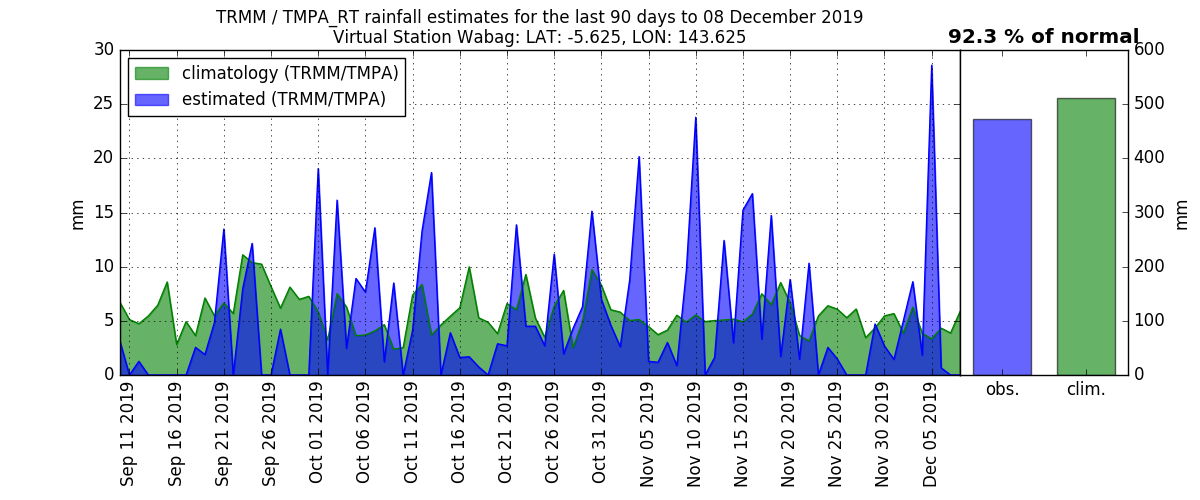 TRMM / TMPA_RT rainfall estimates for the last 90 days to 08 December 2019
Virtual Station Wabag: LAT: -5.625, LON: 143.625
92.3 % of normal
climatology (TRMM/TMPA)
estimated (TRMM/TMPA)
30
25
20
15
10
5
0
mm
600
500
400
300
200
100
0
mm
Sep 11 2019
Sep 16 2019
Sep 21 2019
Sep 26 2019
Oct 01 2019
Oct 06 2019
Oct 11 2019
Oct 16 2019
Oct 21 2019
Oct 26 2019
Oct 31 2019
Nov 05 2019
Nov 10 2019
Nov 15 2019
Nov 20 2019
Nov 25 2019
Nov 30 2019
Dec 05 2019
obs.
clim.